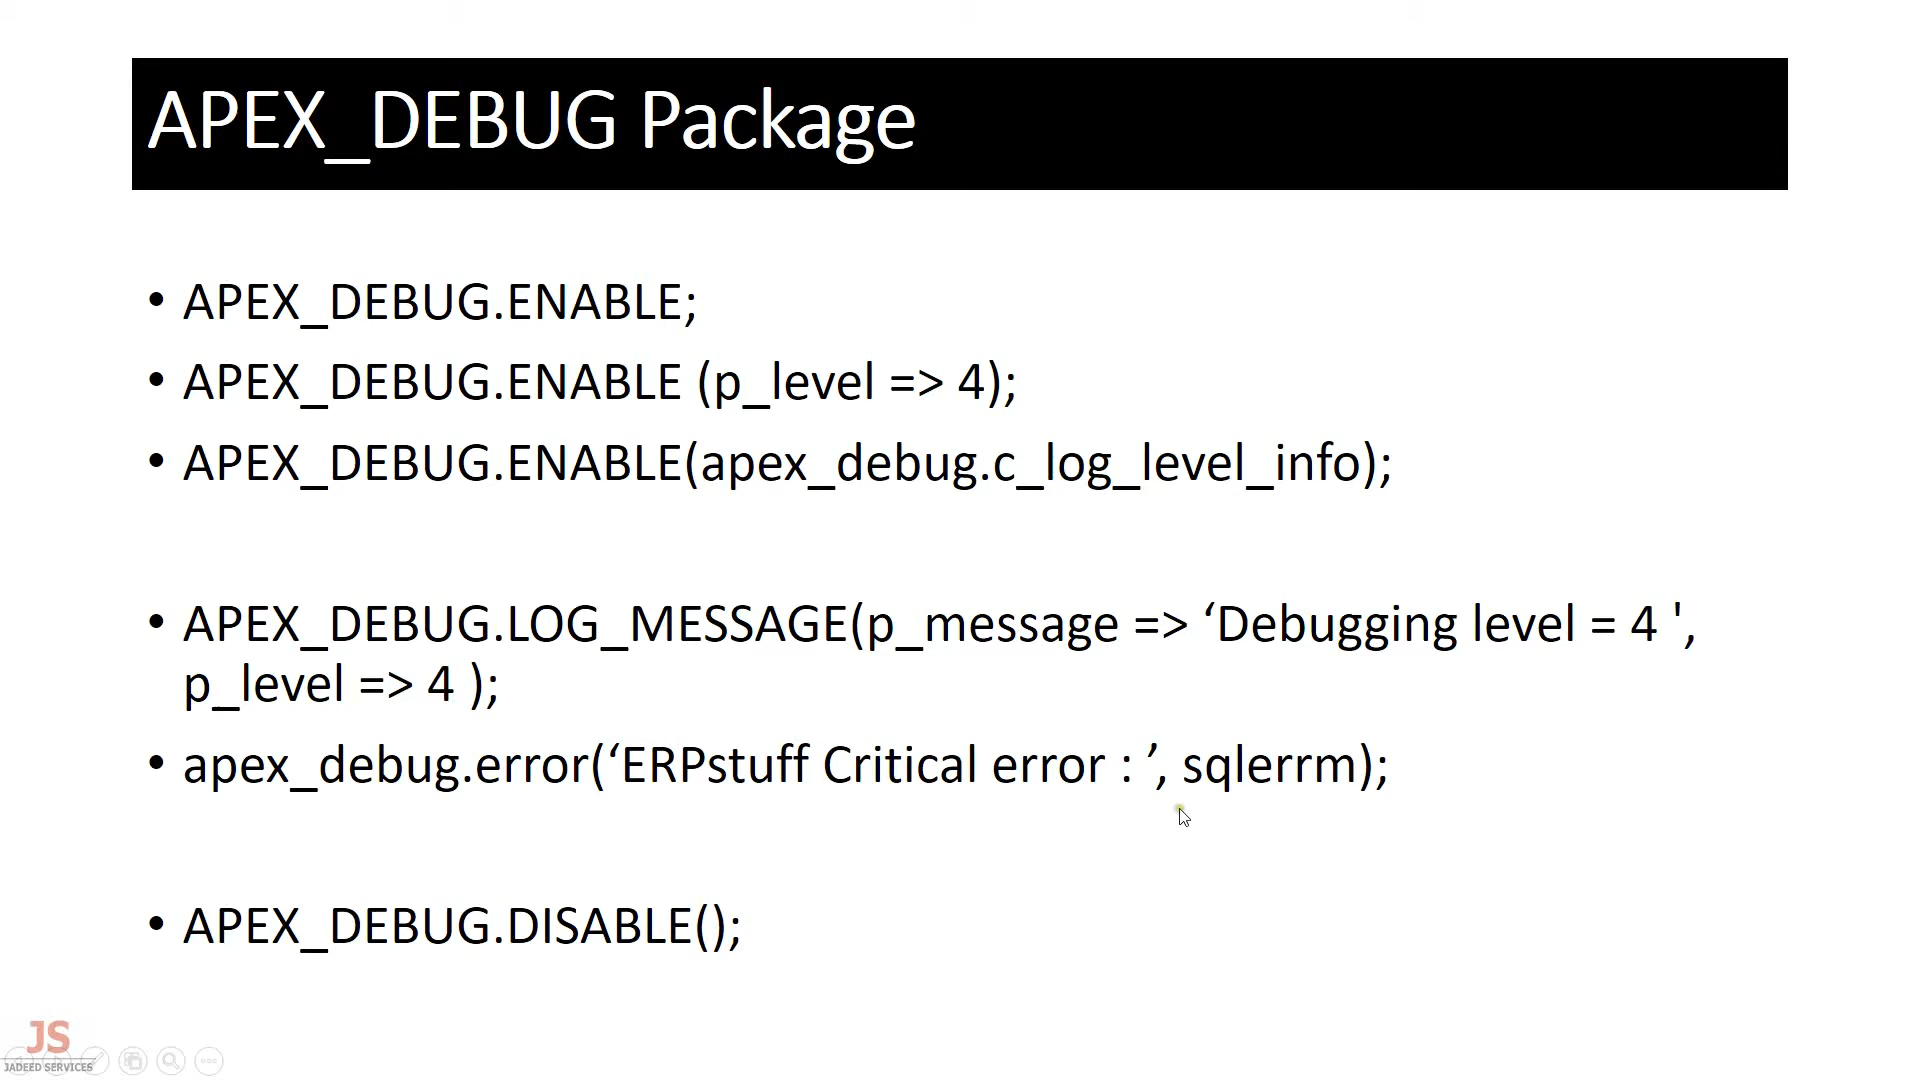 APEX_DEBUG Package
• APEX_DEBUG.ENABLE;
• APEX_DEBUG.ENABLE (p_level => 4);
• APEX_DEBUG.ENABLE(apex_debug.c_log_level_info);
• APEX_DEBUG.LOG_MESSAGE(p_message => ‘Debugging level = 4 ',
p_level => 4 );
• apex_debug.error(‘ERPstuff Critical error : ’, sqlerrm);
• APEX_DEBUG.DISABLE();
JS
JADEED SERVICES